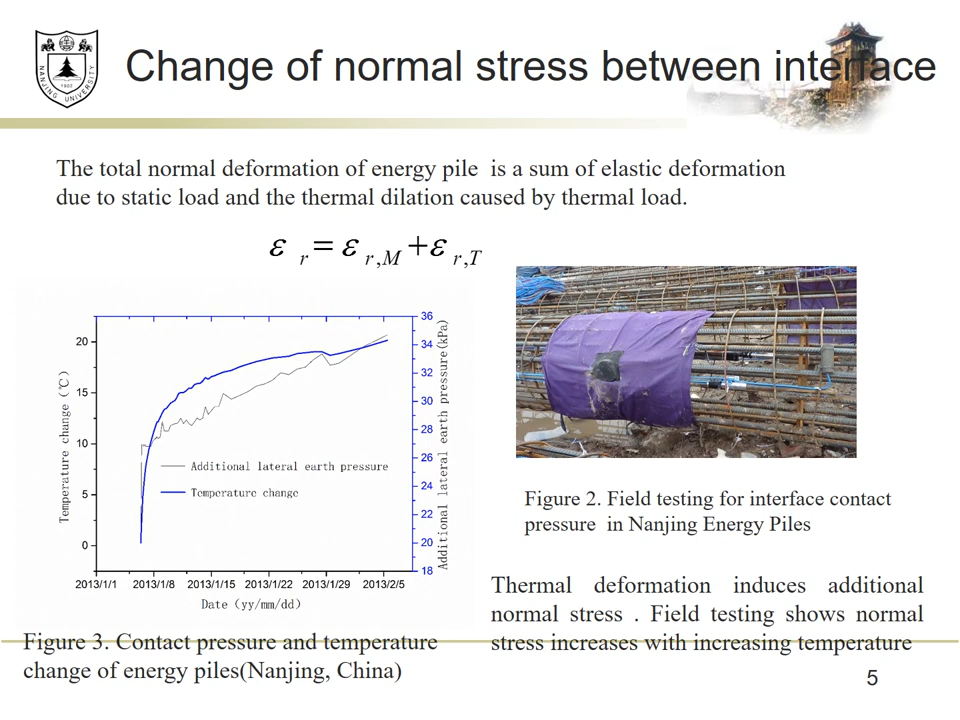 NANJING UNIVERSITY
1902
Change of normal stress between interface
The total normal deformation of energy pile is a sum of elastic deformation
due to static load and the thermal dilation caused by thermal load.
ε r = ε r,M + ε r,T
Temperature change (℃)
20
15
10
5
0
36
34
32
30
28
26
24
22
20
18
Additional lateral earth pressure(kPa)
Additional lateral earth pressure
Temperature change
2013/1/1 2013/1/8 2013/1/15 2013/1/22 2013/1/29 2013/2/5
Date (yy/mm/dd)
Figure 3. Contact pressure and temperature
change of energy piles(Nanjing, China)
Figure 2. Field testing for interface contact
pressure in Nanjing Energy Piles
Thermal deformation induces additional
normal stress . Field testing shows normal
stress increases with increasing temperature
5